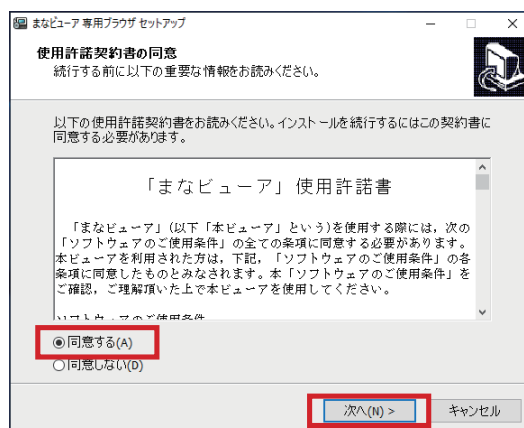 まなビューア 専用ブラウザ セットアップ
使用許諾契約書の同意
続行する前に以下の重要な情報をお読みください。
以下の使用許諾契約書をお読みください。インストールを続行するにはこの契約書に
同意する必要があります。
「まなビューア」使用許諾書
「まなビューア」(以下「本ビューア」という)を使用する際には，次の
「ソフトウェアのご使用条件」の全ての条項に同意する必要があります。
本ビューアを利用された方は，下記，「ソフトウェアのご使用条件」の各
条項に同意したものとみなされます。本「ソフトウェアのご使用条件」を
ご確認，ご理解頂いた上で本ビューアを使用してください。
ソフトウェアのご使用条件
同意する(A)
同意しない(D)
次へ(N) >
キャンセル